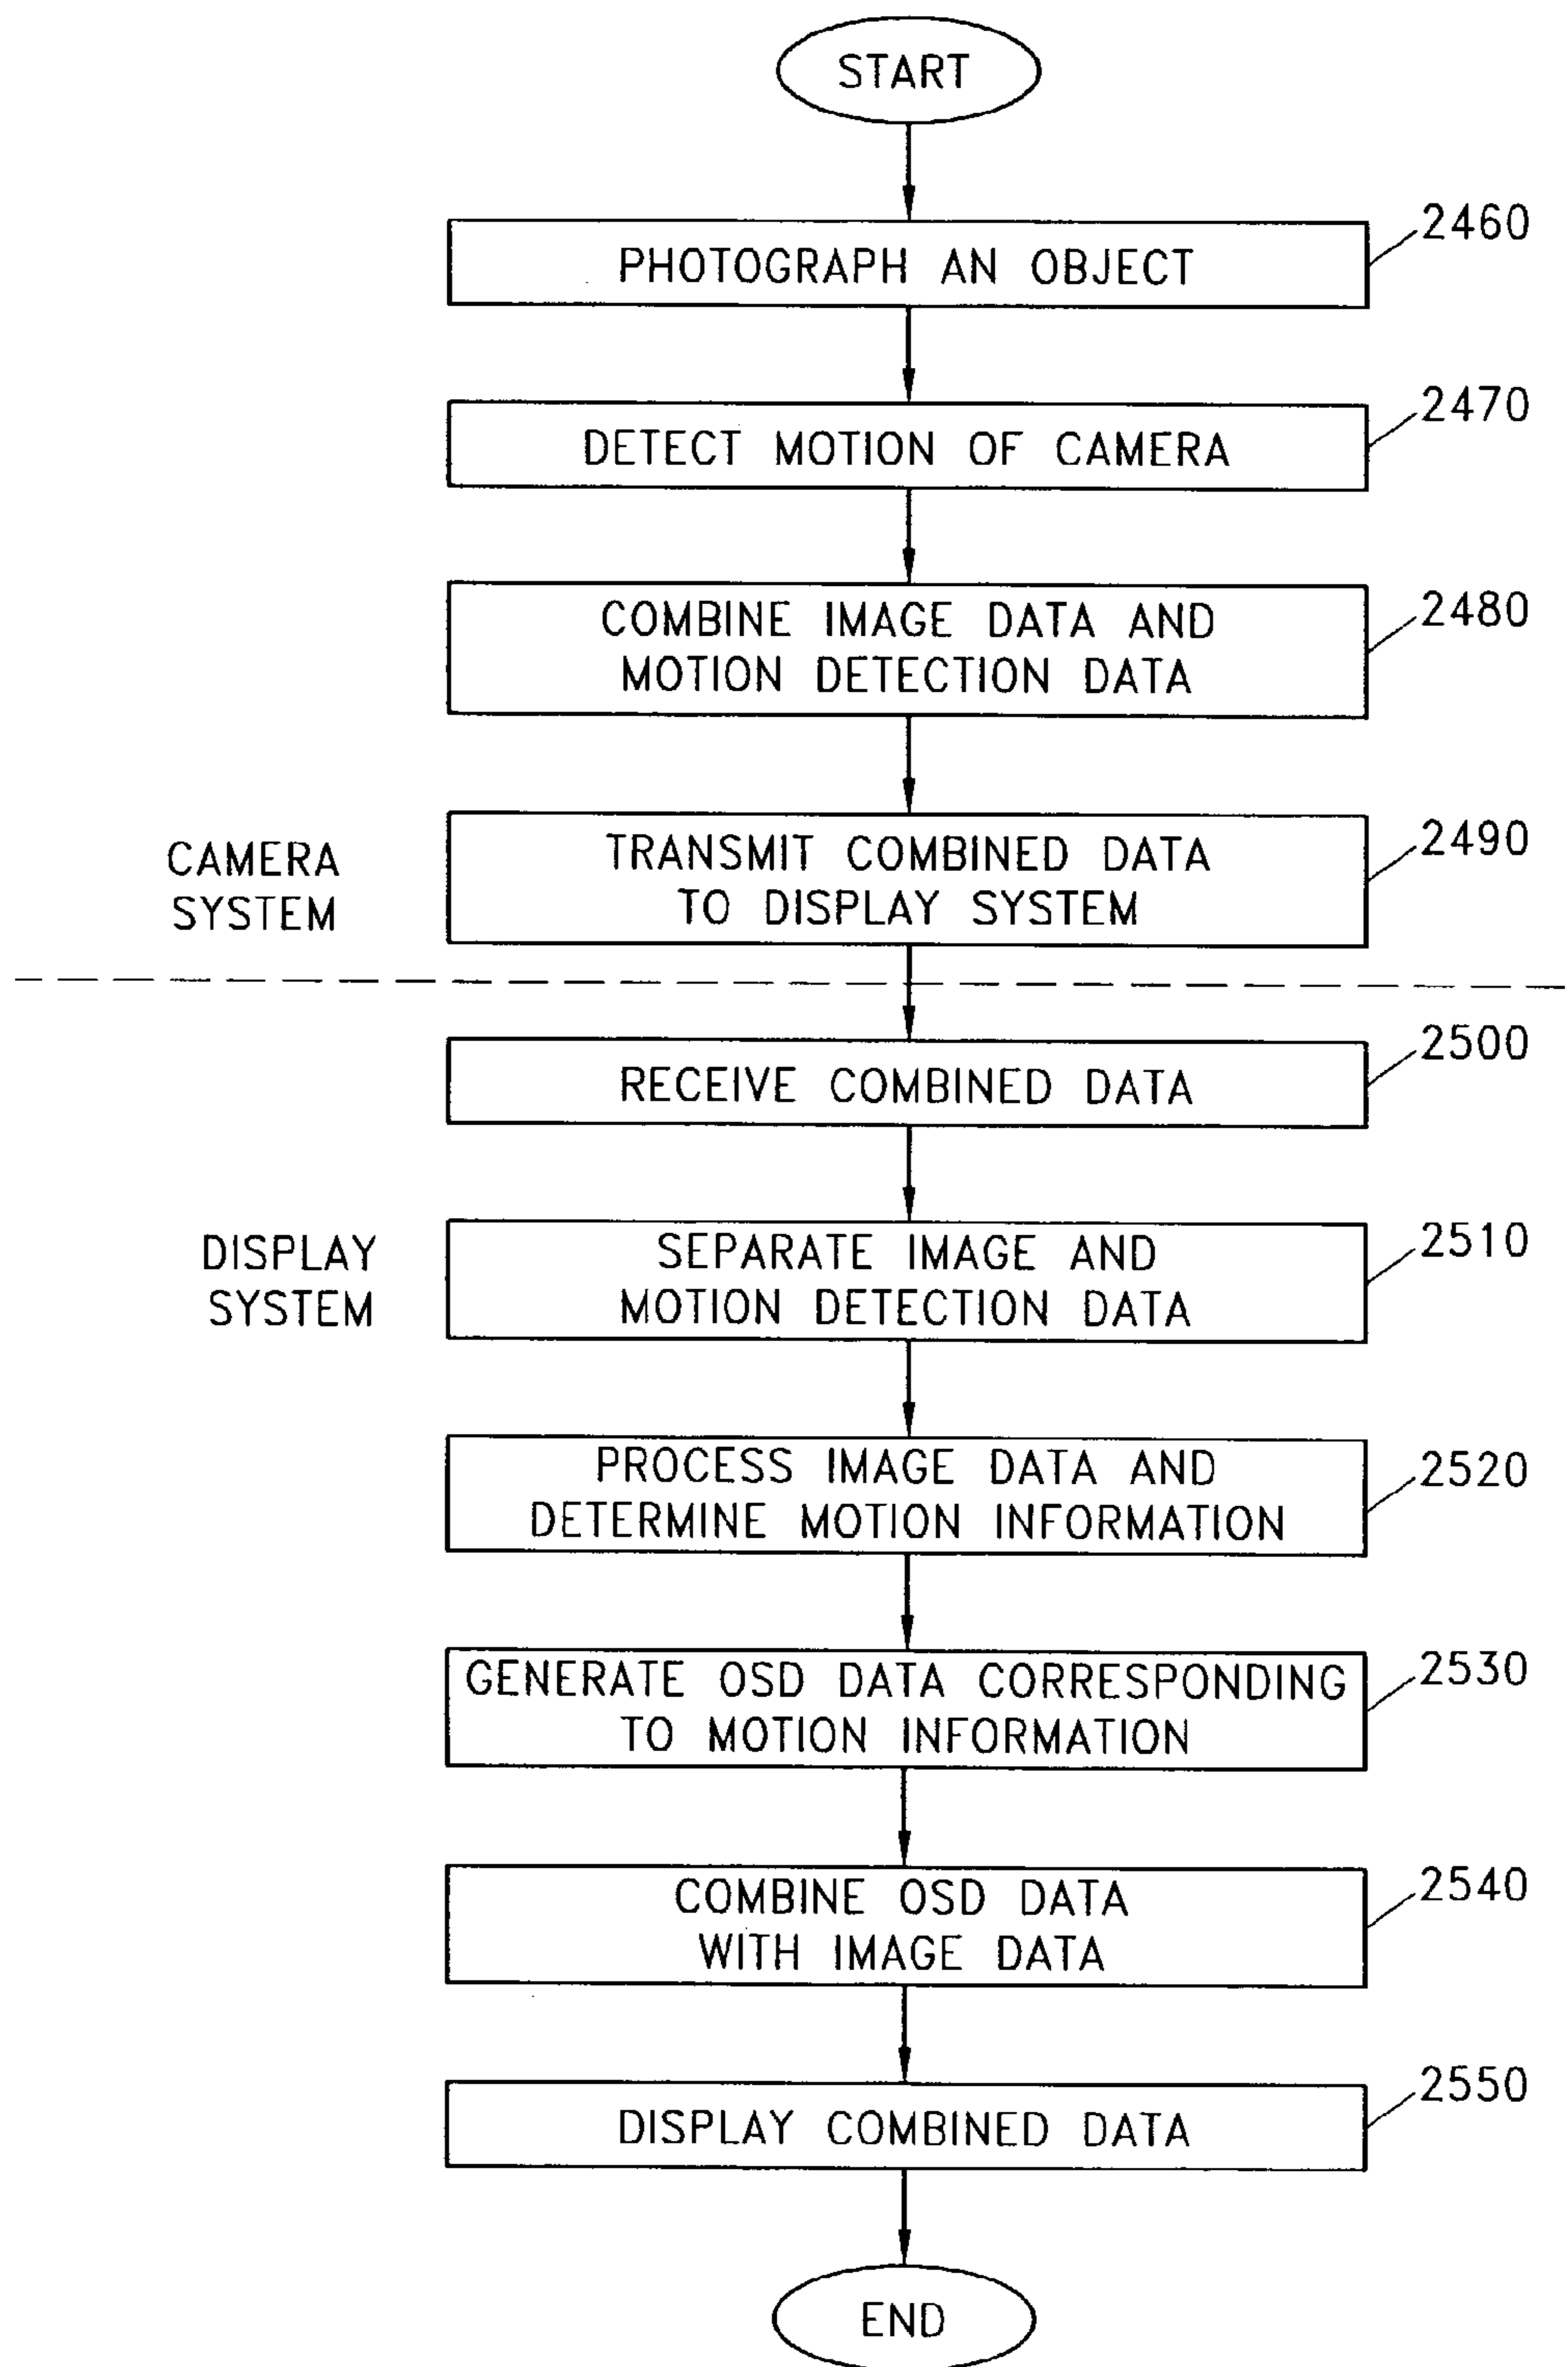 START
2460
PHOTOGRAPH AN OBJECT
2470
DETECT MOTION OF CAMERA
2480
COMBINE IMAGE DATA AND
MOTION DETECTION DATA
2490
CAMERA
SYSTEM
TRANSMIT COMBINED DATA
TO DISPLAY SYSTEM
2500
RECEIVE COMBINED DATA
2510
DISPLAY
SYSTEM
SEPARATE IMAGE AND
MOTION DETECTION DATA
2520
PROCESS IMAGE DATA AND
DETERMINE MOTION INFORMATION
2530
GENERATE OSD DATA CORRESPONDING
TO MOTION INFORMATION
2540
COMBINE OSD DATA
WITH IMAGE DATA
2550
DISPLAY COMBINED DATA
END